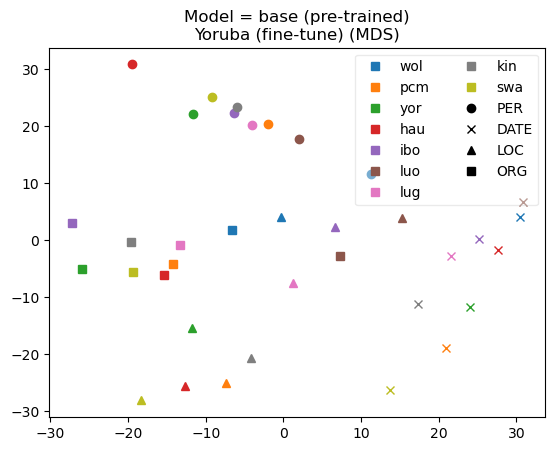 Model = base (pre-trained)
Yoruba (fine-tune) (MDS)
wol
pcm
yor
hau
ibo
luo
lug
kin
swa
PER
DATE
LOC
ORG
30
20
10
0
−10
−20
−30
−30 −20 −10 0 10 20 30